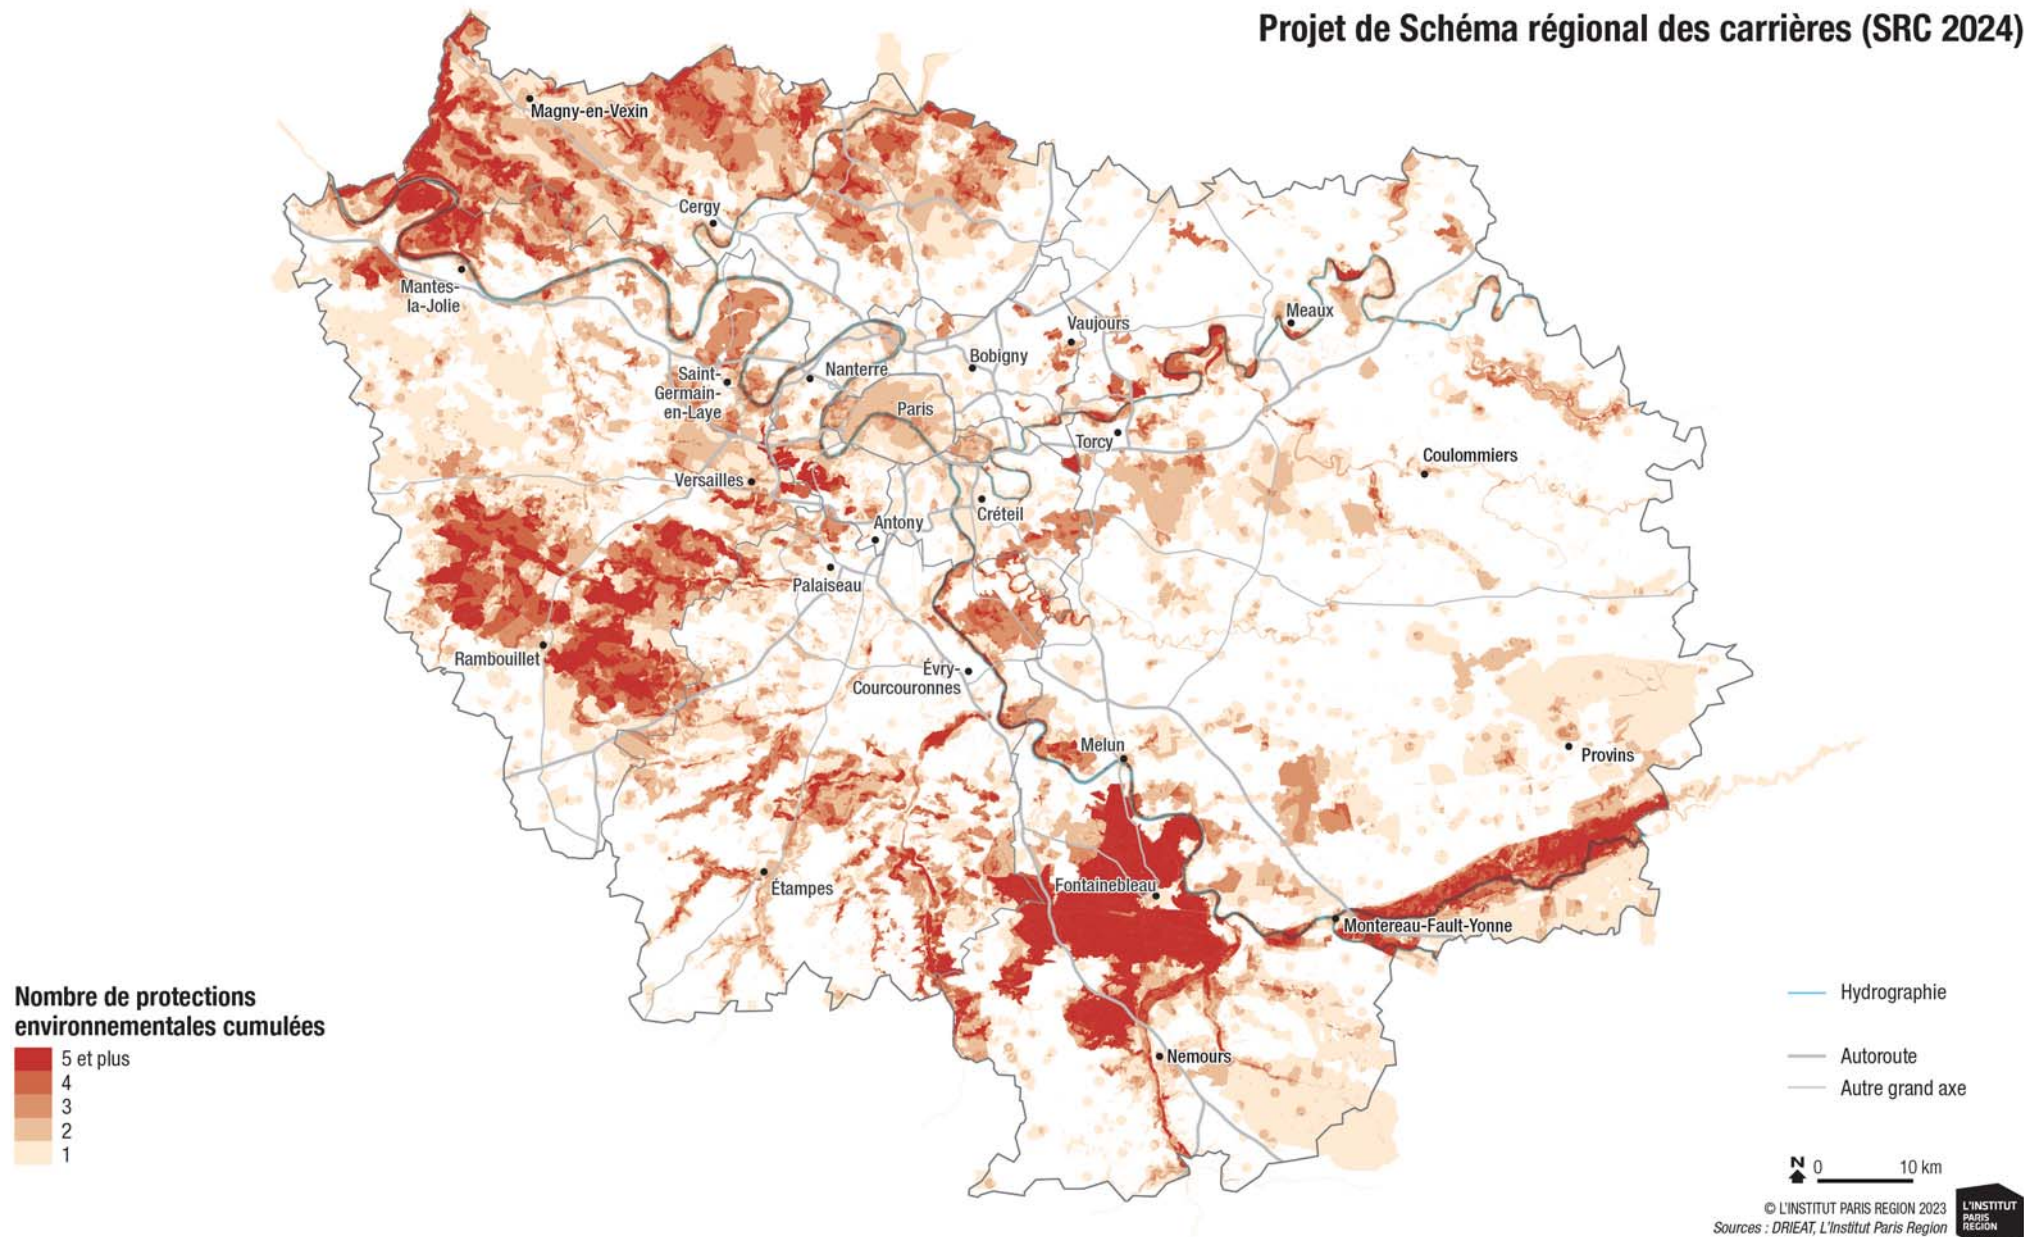 Projet de Schéma régional des carrières (SRC 2024)
Magny-en-Vexin
Cergy
Mantes-
la-Jolie
Meaux
Vaujours
Bobigny
Nanterre
Saint-
Germain-
en-Laye
Paris
Torcy
Coulommiers
Versailles
Créteil
Antony
Palaiseau
Rambouillet
Évry-
Courcouronnes
Melun
Provins
Étampes
Fontainebleau
Montereau-Fault-Yonne
Nemours
Nombre de protections
environnementales cumulées
5 et plus
4
3
2
1
Hydrographie
Autoroute
Autre grand axe
N 0 10 km
© L'INSTITUT PARIS REGION 2023
Sources : DRIEAT, L'Institut Paris Region
L'INSTITUT
PARIS
REGION